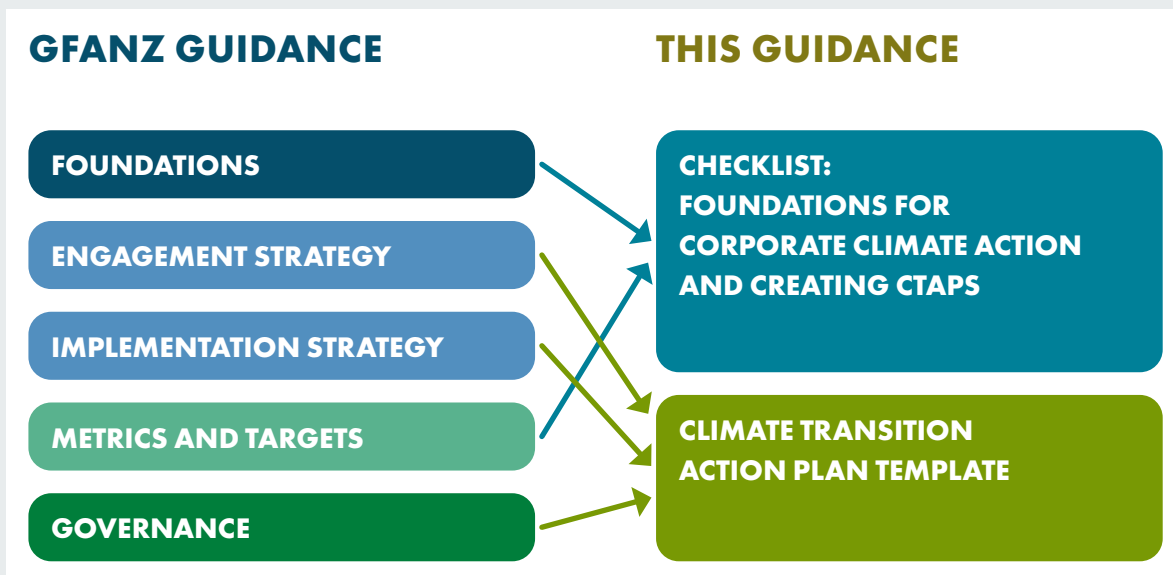 GFANZ GUIDANCE
FOUNDATIONS
ENGAGEMENT STRATEGY
IMPLEMENTATION STRATEGY
METRICS AND TARGETS
GOVERNANCE
THIS GUIDANCE
CHECKLIST:
FOUNDATIONS FOR
CORPORATE CLIMATE ACTION
AND CREATING CTAPS
CLIMATE TRANSITION
ACTION PLAN TEMPLATE